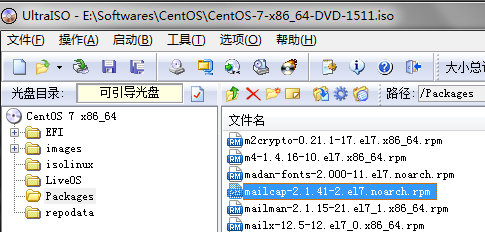 UltraISO - E:\Softwares\CentOS\CentOS-7-x86_64-DVD-1511.iso
文件(F) 操作(A) 启动(B) 工具(T) 选项(O) 帮助(H)
大小总计
光盘目录: 可引导光盘 路径: /Packages
CentOS 7 x86_64
EFI
images
isolinux
LiveOS
Packages
repodata
文件名
m2crypto-0.21.1-17.el7.x86_64.rpm
m4-1.4.16-10.el7.x86_64.rpm
madan-fonts-2.000-11.el7.noarch.rpm
mailcap-2.1.41-2.el7.noarch.rpm
mailman-2.1.15-21.el7_1.x86_64.rpm
mailx-12.5-12.el7_0.x86_64.rpm